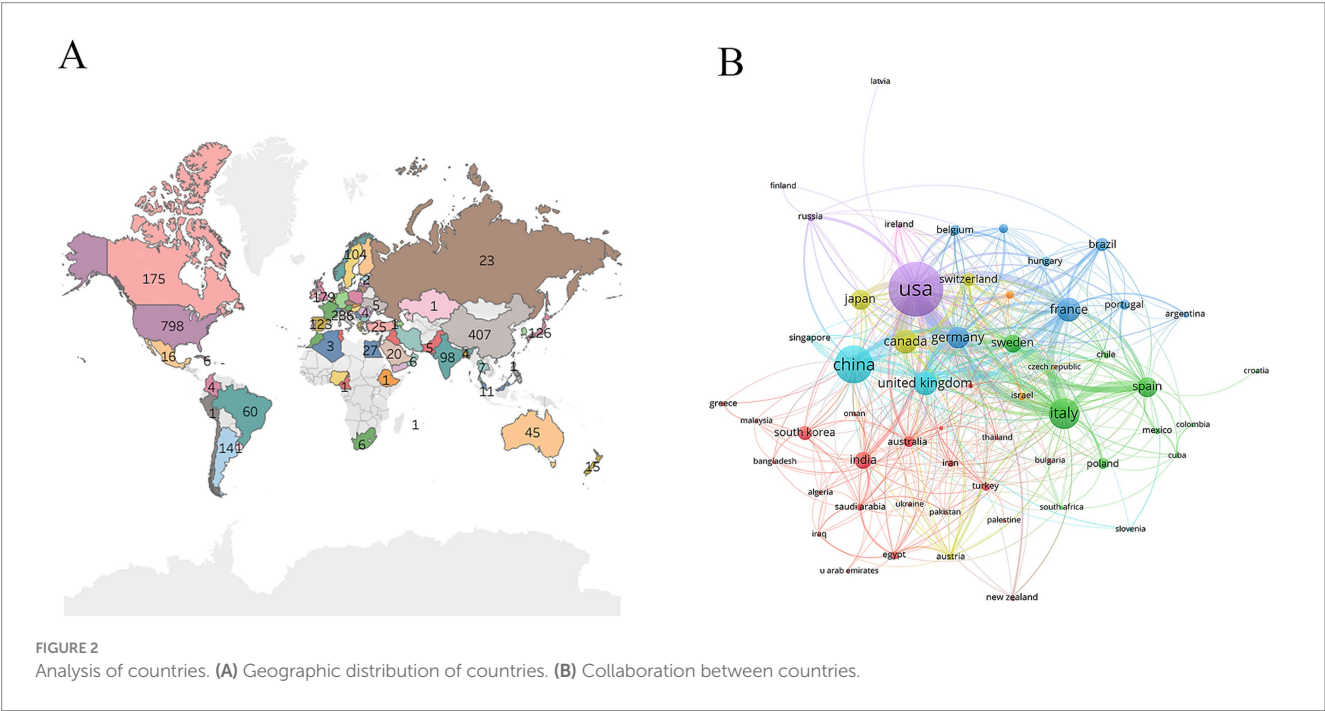 A
B
175
798
16
6
4
1
60
141
104
2
179
236
4
5
123
25
1
3
27
20
6
5
98
4
407
1
23
126
7
1
11
1
1
1
6
45
15
latvia
finland
russia
ireland
belgium
brazil
hungary
usa
switzerland
japan
france
portugal
argentina
singapore
canada
germany
sweden
chile
china
czech republic
croatia
united kingdom
spain
israel
greece
oman
italy
malaysia
colombia
south korea
mexico
australia
thailand
bangladesh
india
iran
bulgaria
poland
cuba
algeria
turkey
saudi arabia
ukraine
pakistan
south africa
palestine
slovenia
iraq
egypt
austria
u arab emirates
new zealand
FIGURE 2
Analysis of countries. (A) Geographic distribution of countries. (B) Collaboration between countries.